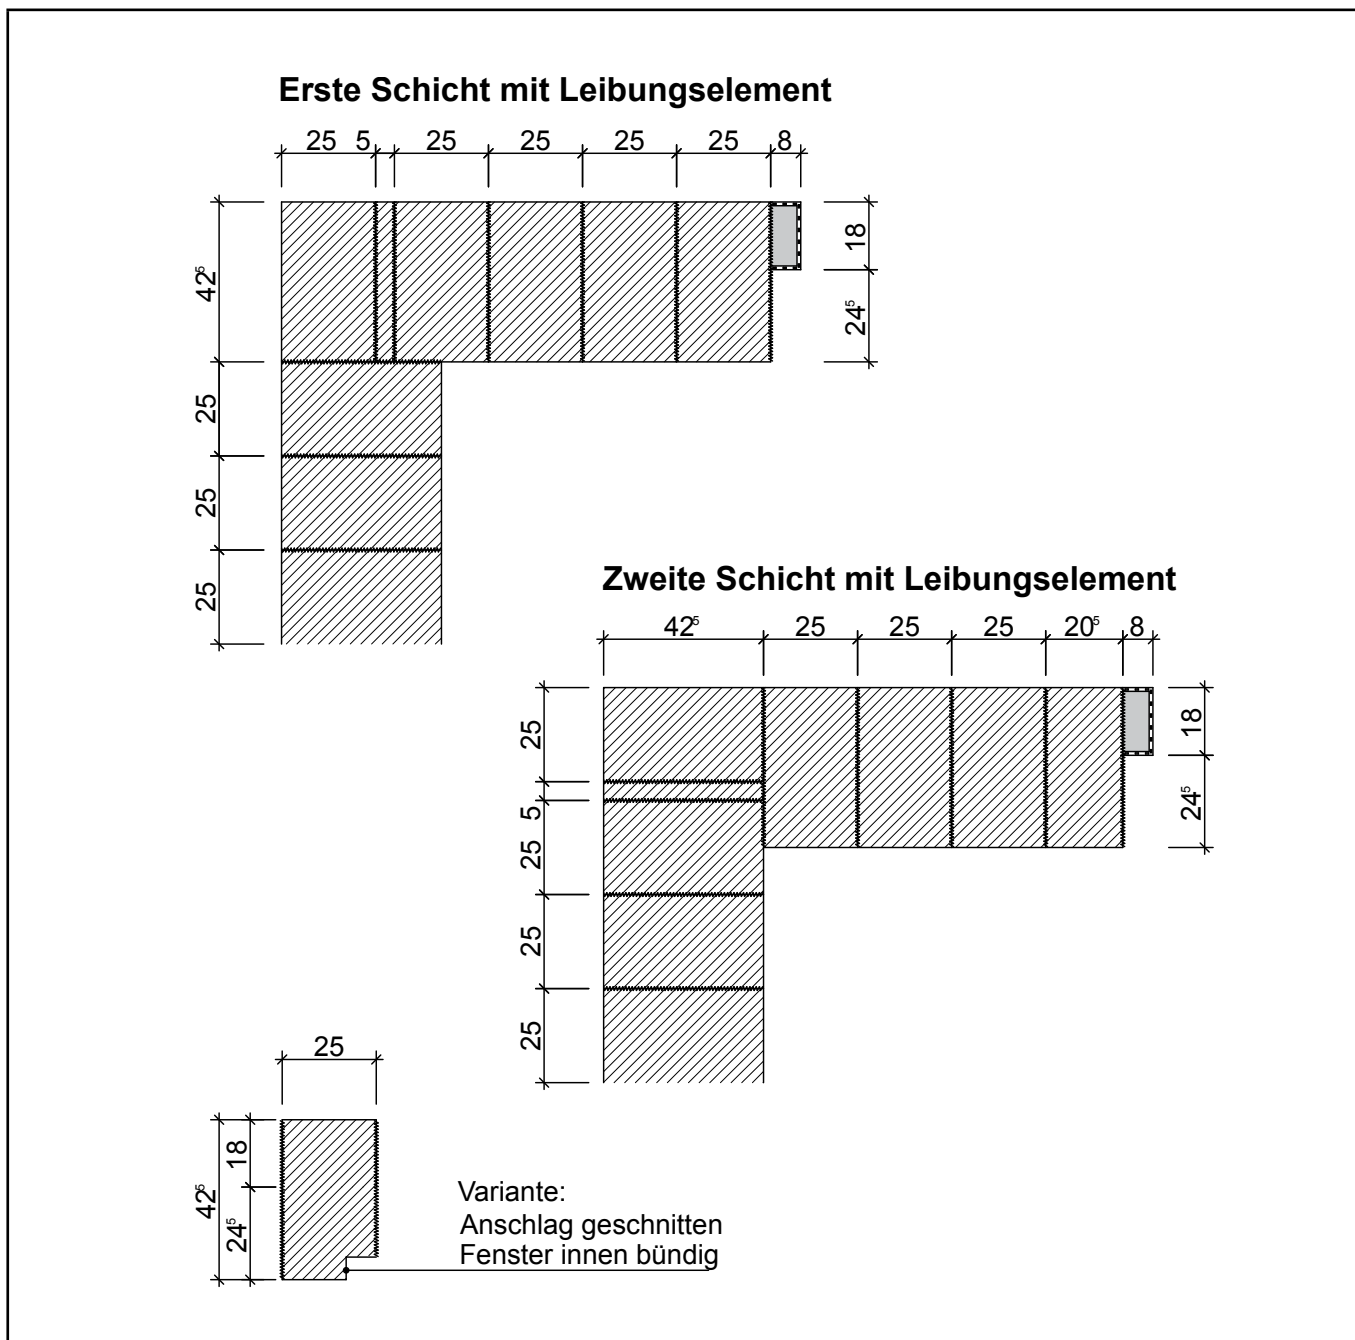 Erste Schicht mit Leibungselement
25 5 25 25 25 25 8
42⁵
25
25
25
18
24⁵
Zweite Schicht mit Leibungselement
42⁵ 25 25 25 20⁵ 8
25
5
25
25
25
18
24⁵
25
42⁵
18
24⁵
Variante:
Anschlag geschnitten
Fenster innen bündig